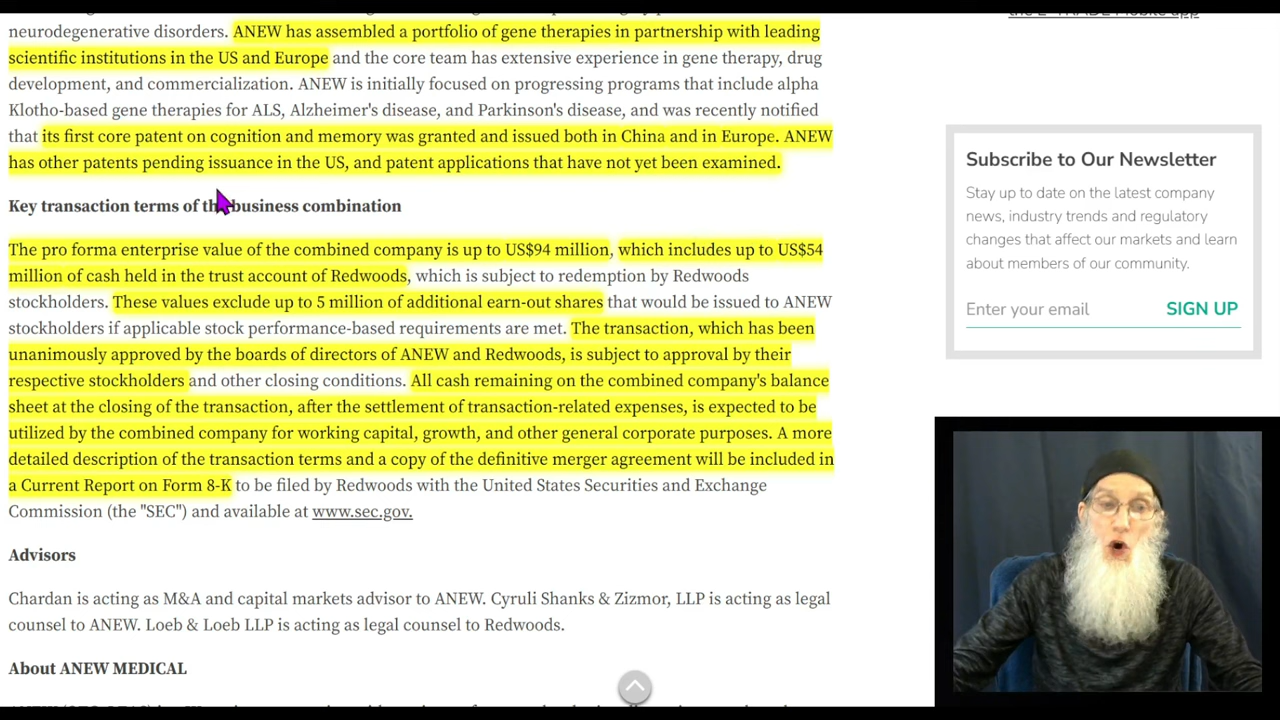 neurodegenerative disorders. ANEW has assembled a portfolio of gene therapies in partnership with leading
scientific institutions in the US and Europe and the core team has extensive experience in gene therapy, drug
development, and commercialization. ANEW is initially focused on progressing programs that include alpha
Klotho-based gene therapies for ALS, Alzheimer's disease, and Parkinson's disease, and was recently notified
that its first core patent on cognition and memory was granted and issued both in China and in Europe. ANEW
has other patents pending issuance in the US, and patent applications that have not yet been examined.
Key transaction terms of the business combination
The pro forma enterprise value of the combined company is up to US$94 million, which includes up to US$54
million of cash held in the trust account of Redwoods, which is subject to redemption by Redwoods
stockholders. These values exclude up to 5 million of additional earn-out shares that would be issued to ANEW
stockholders if applicable stock performance-based requirements are met. The transaction, which has been
unanimously approved by the boards of directors of ANEW and Redwoods, is subject to approval by their
respective stockholders and other closing conditions. All cash remaining on the combined company's balance
sheet at the closing of the transaction, after the settlement of transaction-related expenses, is expected to be
utilized by the combined company for working capital, growth, and other general corporate purposes. A more
detailed description of the transaction terms and a copy of the definitive merger agreement will be included in
a Current Report on Form 8-K to be filed by Redwoods with the United States Securities and Exchange
Commission (the "SEC") and available at www.sec.gov.
Advisors
Chardan is acting as M&A and capital markets advisor to ANEW. Cyruli Shanks & Zizmor, LLP is acting as legal
counsel to ANEW. Loeb & Loeb LLP is acting as legal counsel to Redwoods.
About ANEW MEDICAL
the E*TRADE Mobile app
Subscribe to Our Newsletter
Stay up to date on the latest company
news, industry trends and regulatory
changes that affect our markets and learn
about members of our community.
Enter your email SIGN UP